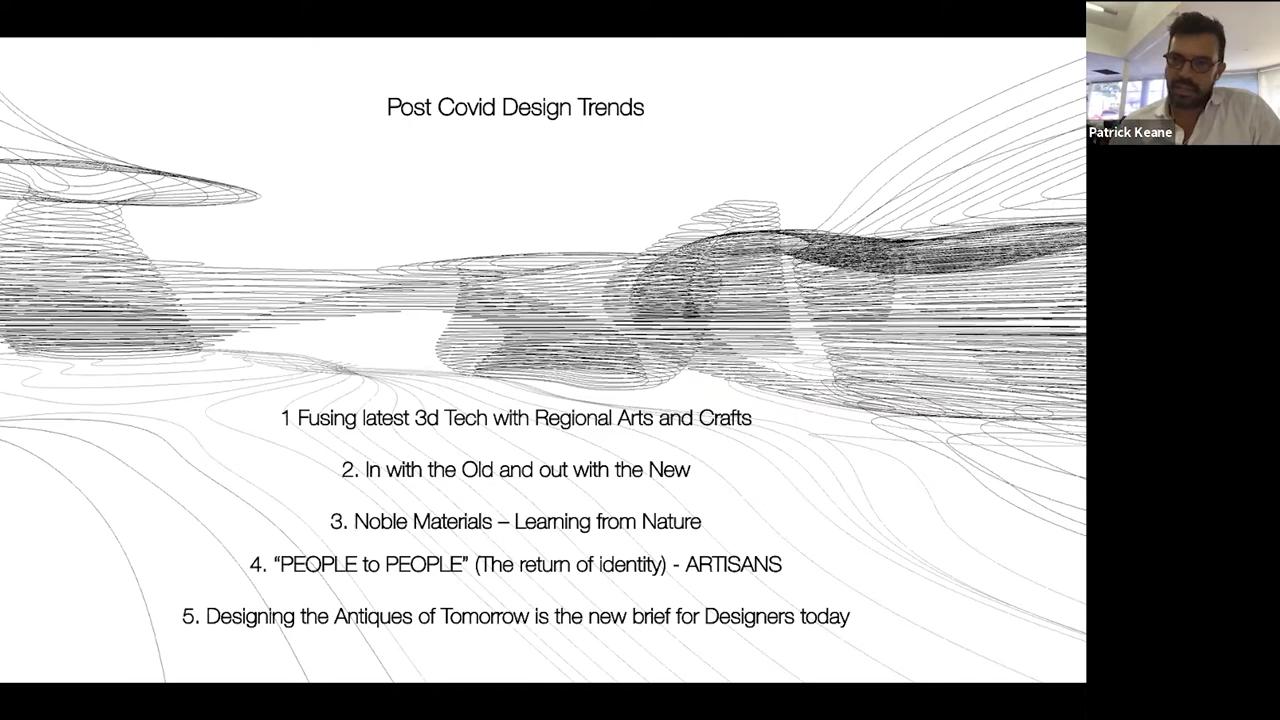 Post Covid Design Trends
Patrick Keane
1 Fusing latest 3d Tech with Regional Arts and Crafts
2. In with the Old and out with the New
3. Noble Materials – Learning from Nature
4. “PEOPLE to PEOPLE” (The return of identity) - ARTISANS
5. Designing the Antiques of Tomorrow is the new brief for Designers today